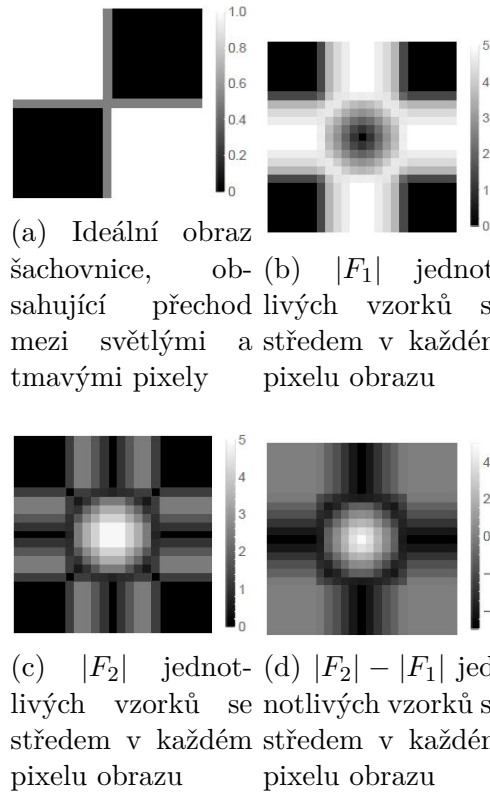 1.0
0.8
0.6
0.4
0.2
0
5
4
3
2
1
0
(a) Ideální obraz
šachovnice, ob-
sahující přechod
mezi světlými a
tmavými pixely
(b) |F₁| jednot
livých vzorků s
středem v každém
pixelu obrazu
5
4
3
2
1
0
4
2
0
(c) |F₂| jednot-
livých vzorků se
středem v každém
pixelu obrazu
(d) |F₂| − |F₁| jed
notlivých vzorků s
středem v každém
pixelu obrazu